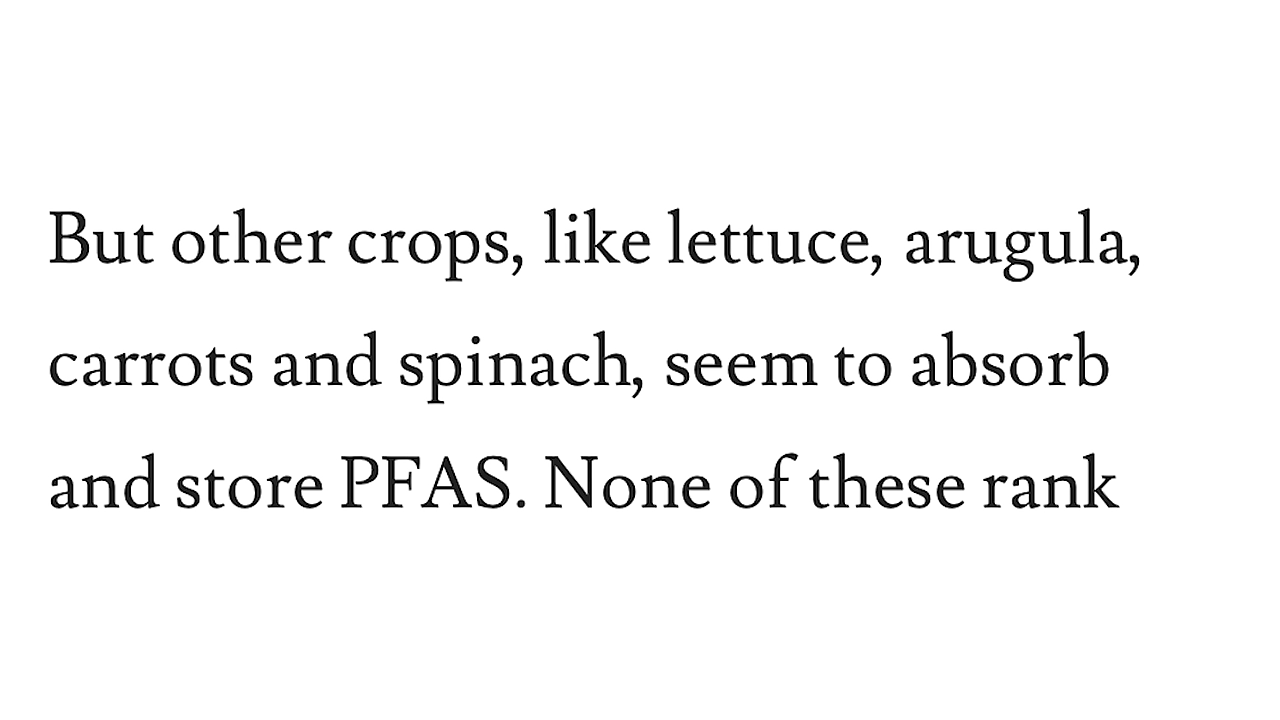 But other crops, like lettuce, arugula,
carrots and spinach, seem to absorb
and store PFAS. None of these rank